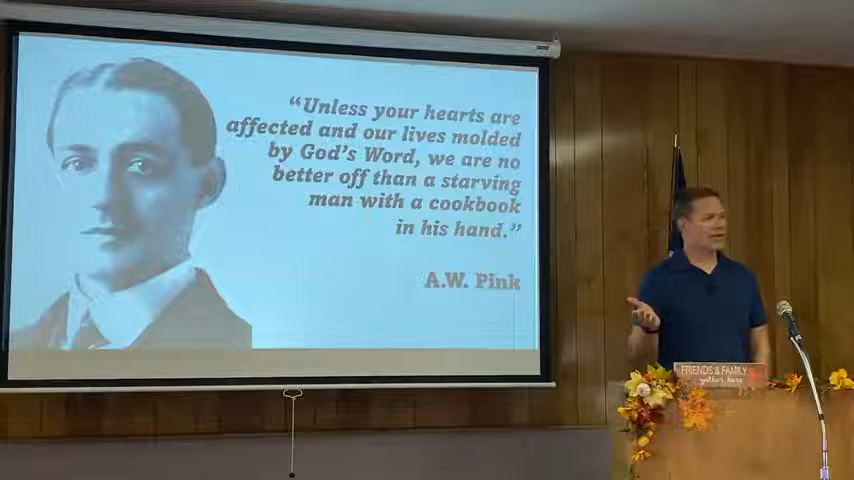 “Unless your hearts are
affected and our lives molded
by God's Word, we are no
better off than a starving
man with a cookbook
in his hand.”
A.W. Pink
FRIENDS & FAMILY
gather here